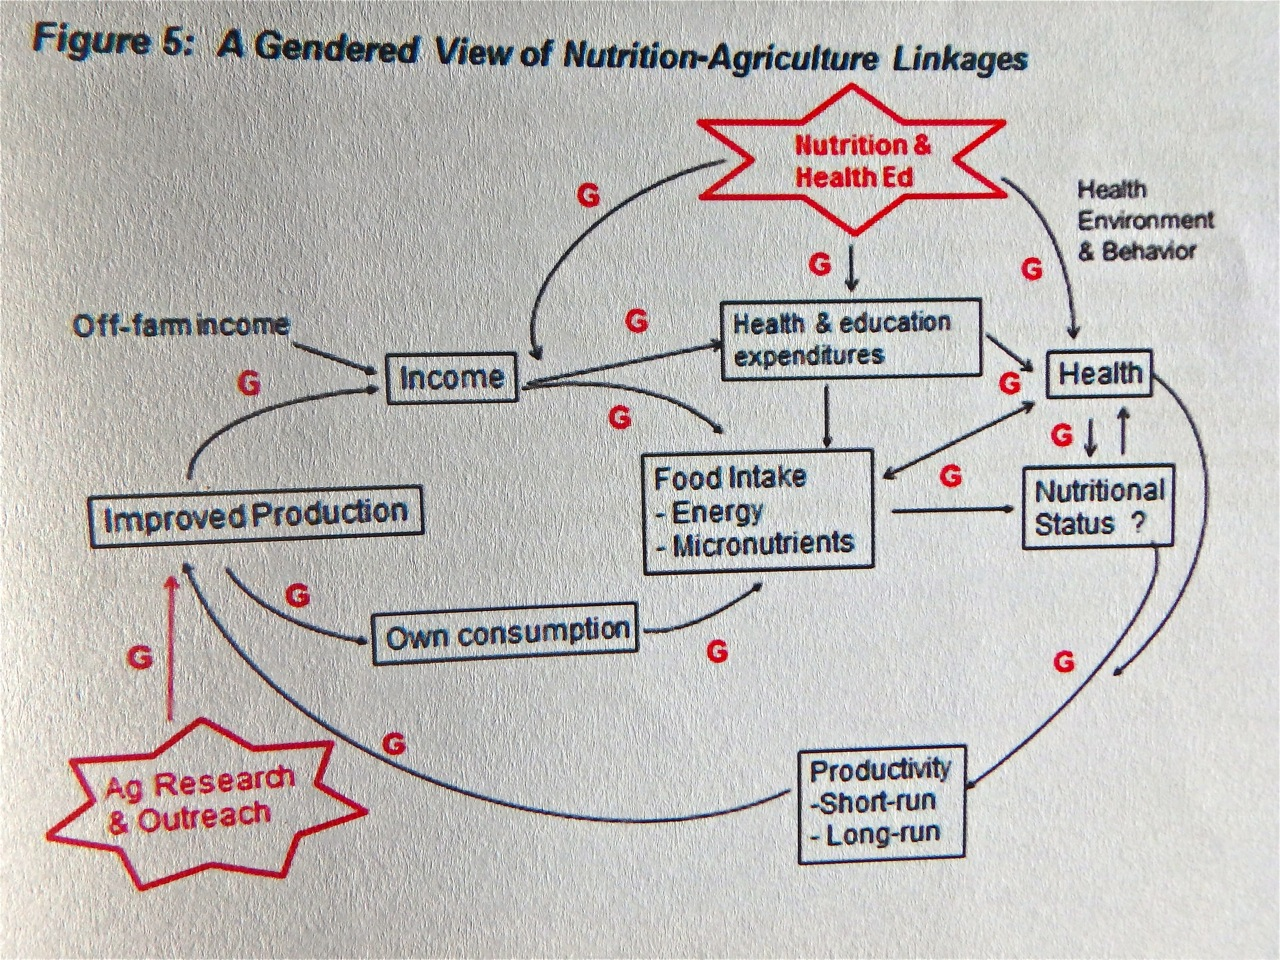 Figure 5: A Gendered View of Nutrition-Agriculture Linkages
Nutrition &
Health Ed
Health
Environment
& Behavior
G
G
G
Off-farm income
G
Health & education
expenditures
G
Income
G
Health
G
G
G
Food Intake
- Energy
- Micronutrients
Nutritional
Status ?
Improved Production
G
Own consumption
G
G
G
G
Ag Research
& Outreach
Productivity
-Short-run
- Long-run